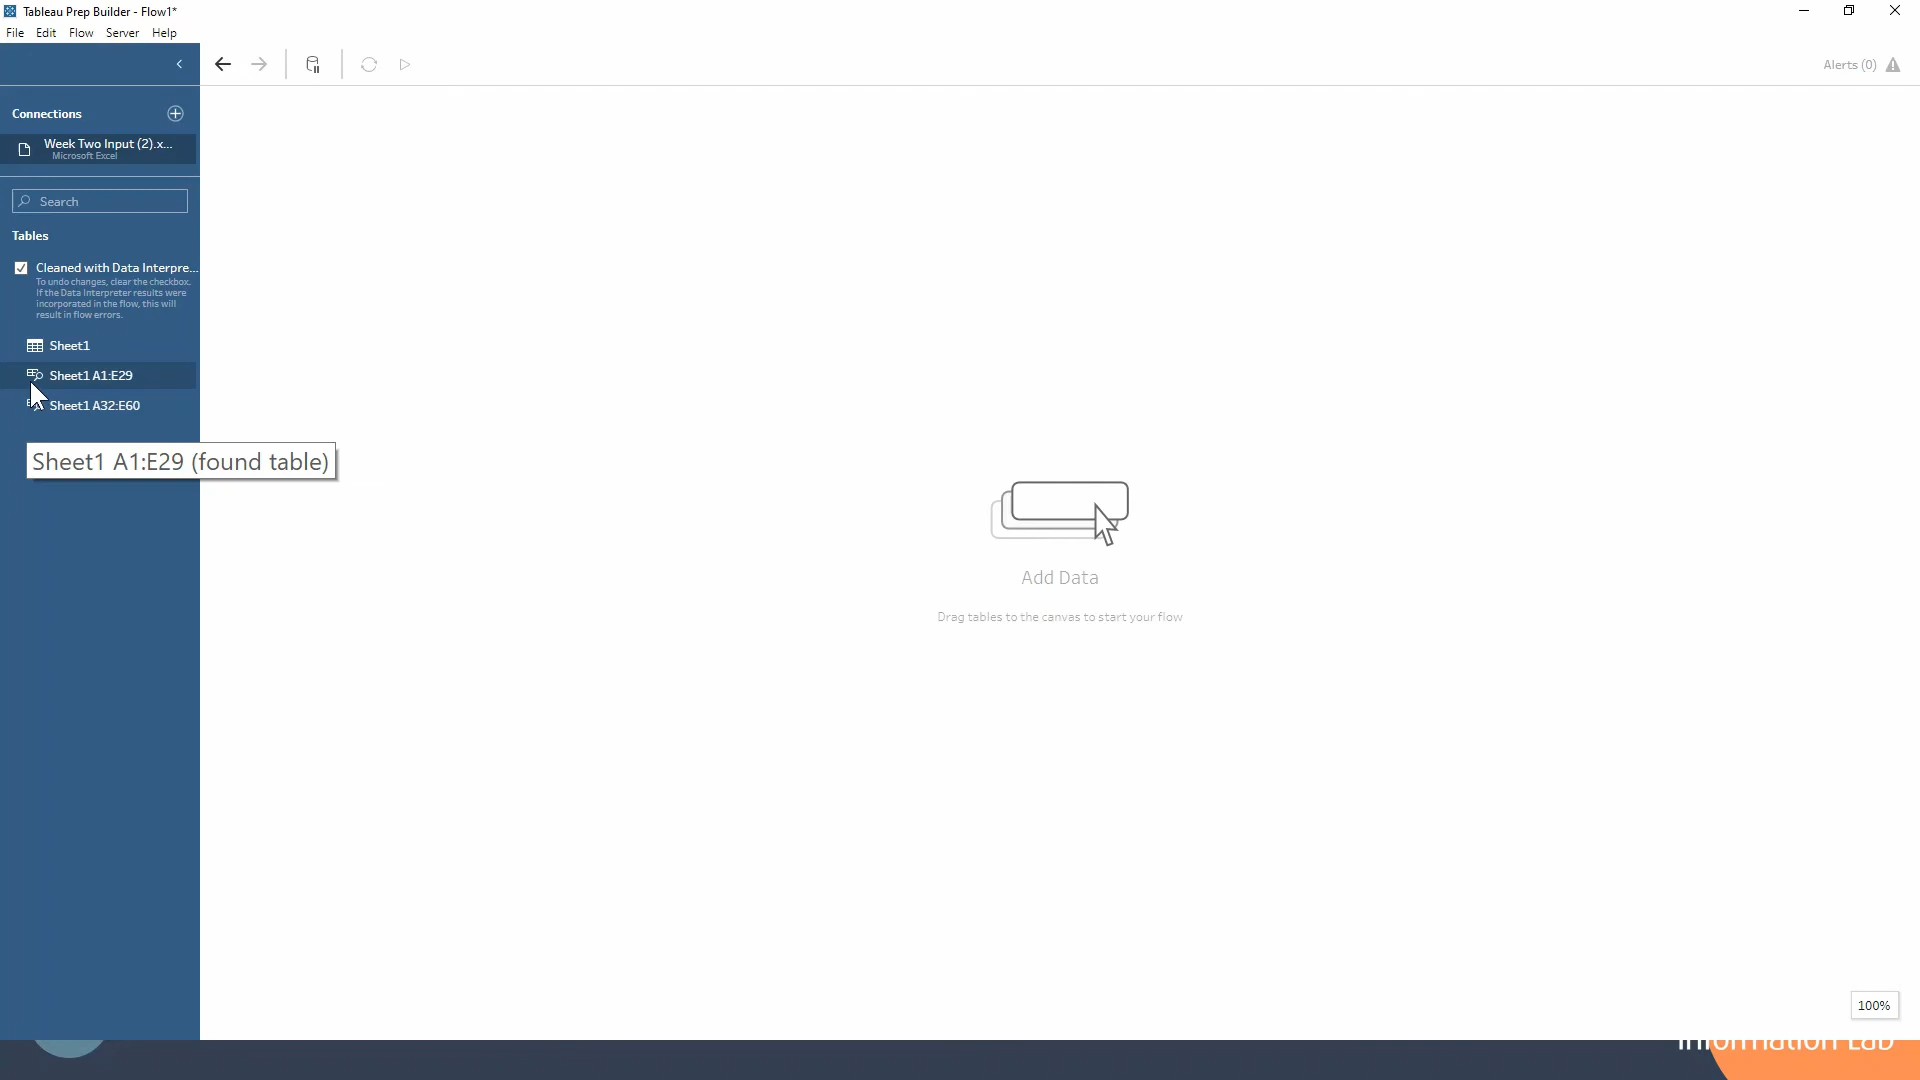 Tableau Prep Builder - Flow1*
File Edit Flow Server Help
Alerts (0)
Connections
Week Two Input (2).x...
Microsoft Excel
Search
Tables
Cleaned with Data Interpre...
To undo changes, clear the checkbox.
If the Data Interpreter results were
incorporated in the flow, this will
result in flow errors.
Sheet1
Sheet1 A1:E29
Sheet1 A32:E60
Sheet1 A1:E29 (found table)
Add Data
Drag tables to the canvas to start your flow
100%
Information Lab